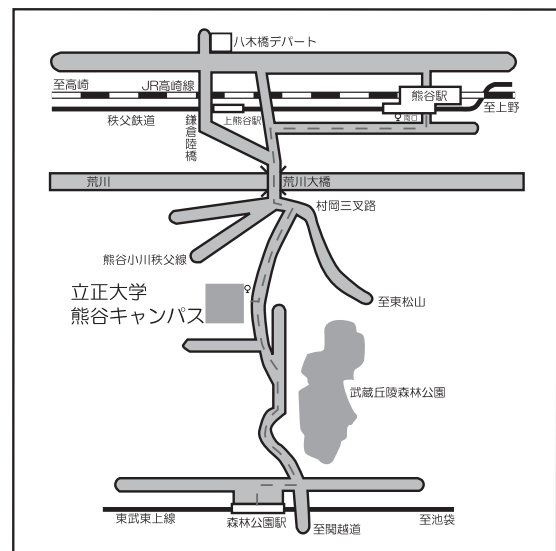 八木橋デパート
至高崎
JR高崎線
熊谷駅
至上野
秩父鉄道
鎌倉陸橋
上熊谷駅
南口
荒川
荒川大橋
村岡三叉路
熊谷小川秩父線
立正大学
熊谷キャンパス
至東松山
武蔵丘陵森林公園
東武東上線
森林公園駅
至関越道
至池袋